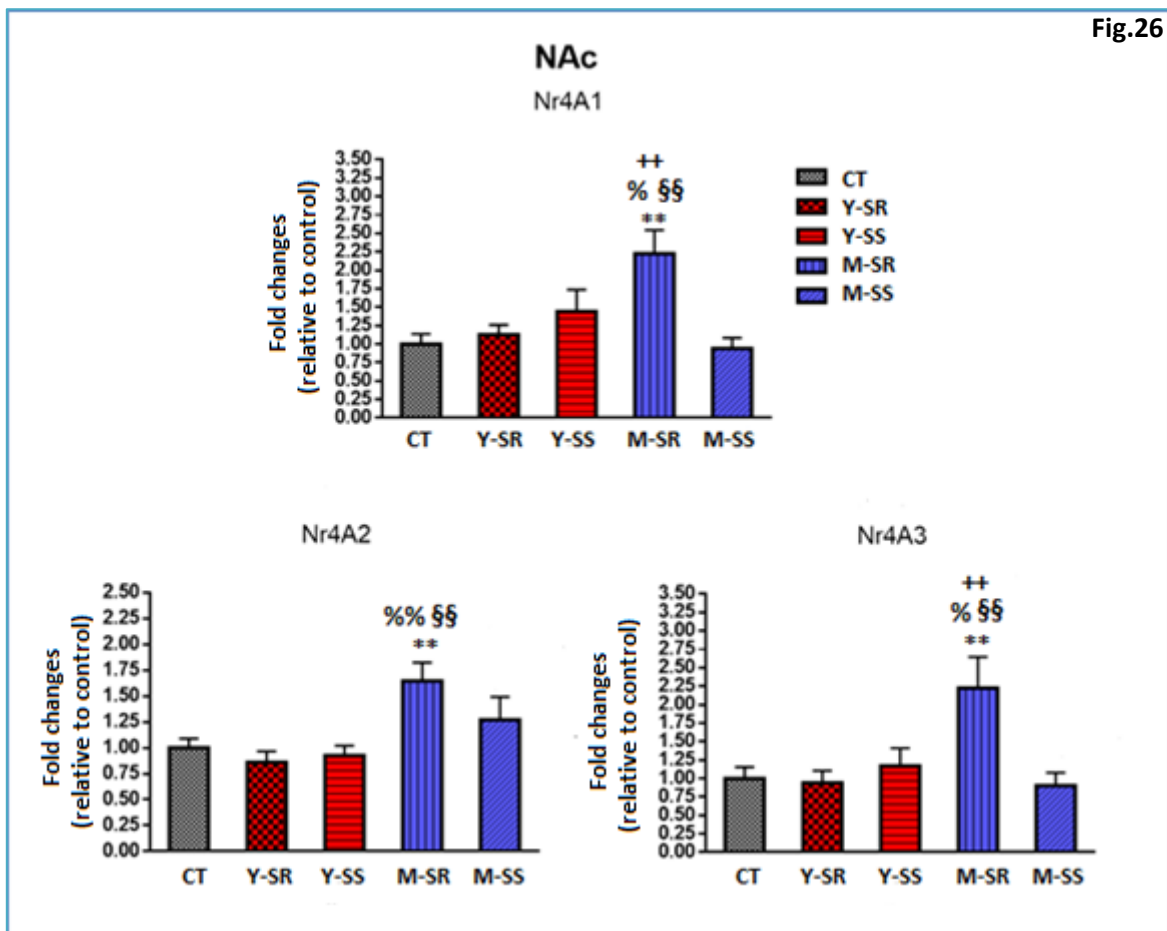 Fig.26
NAc
Nr4A1
Fold changes
(relative to control)
3.50
3.25
3.00
2.75
2.50
2.25
2.00
1.75
1.50
1.25
1.00
0.75
0.50
0.25
0.00
++
% §§
**
CT
Y-SR
Y-SS
M-SR
M-SS
CT
Y-SR
Y-SS
M-SR
M-SS
Nr4A2
Fold changes
(relative to control)
2.50
2.25
2.00
1.75
1.50
1.25
1.00
0.75
0.50
0.25
0.00
%% §§
**
CT
Y-SR
Y-SS
M-SR
M-SS
Nr4A3
Fold changes
(relative to control)
3.50
3.25
3.00
2.75
2.50
2.25
2.00
1.75
1.50
1.25
1.00
0.75
0.50
0.25
0.00
++
% §§
**
CT
Y-SR
Y-SS
M-SR
M-SS